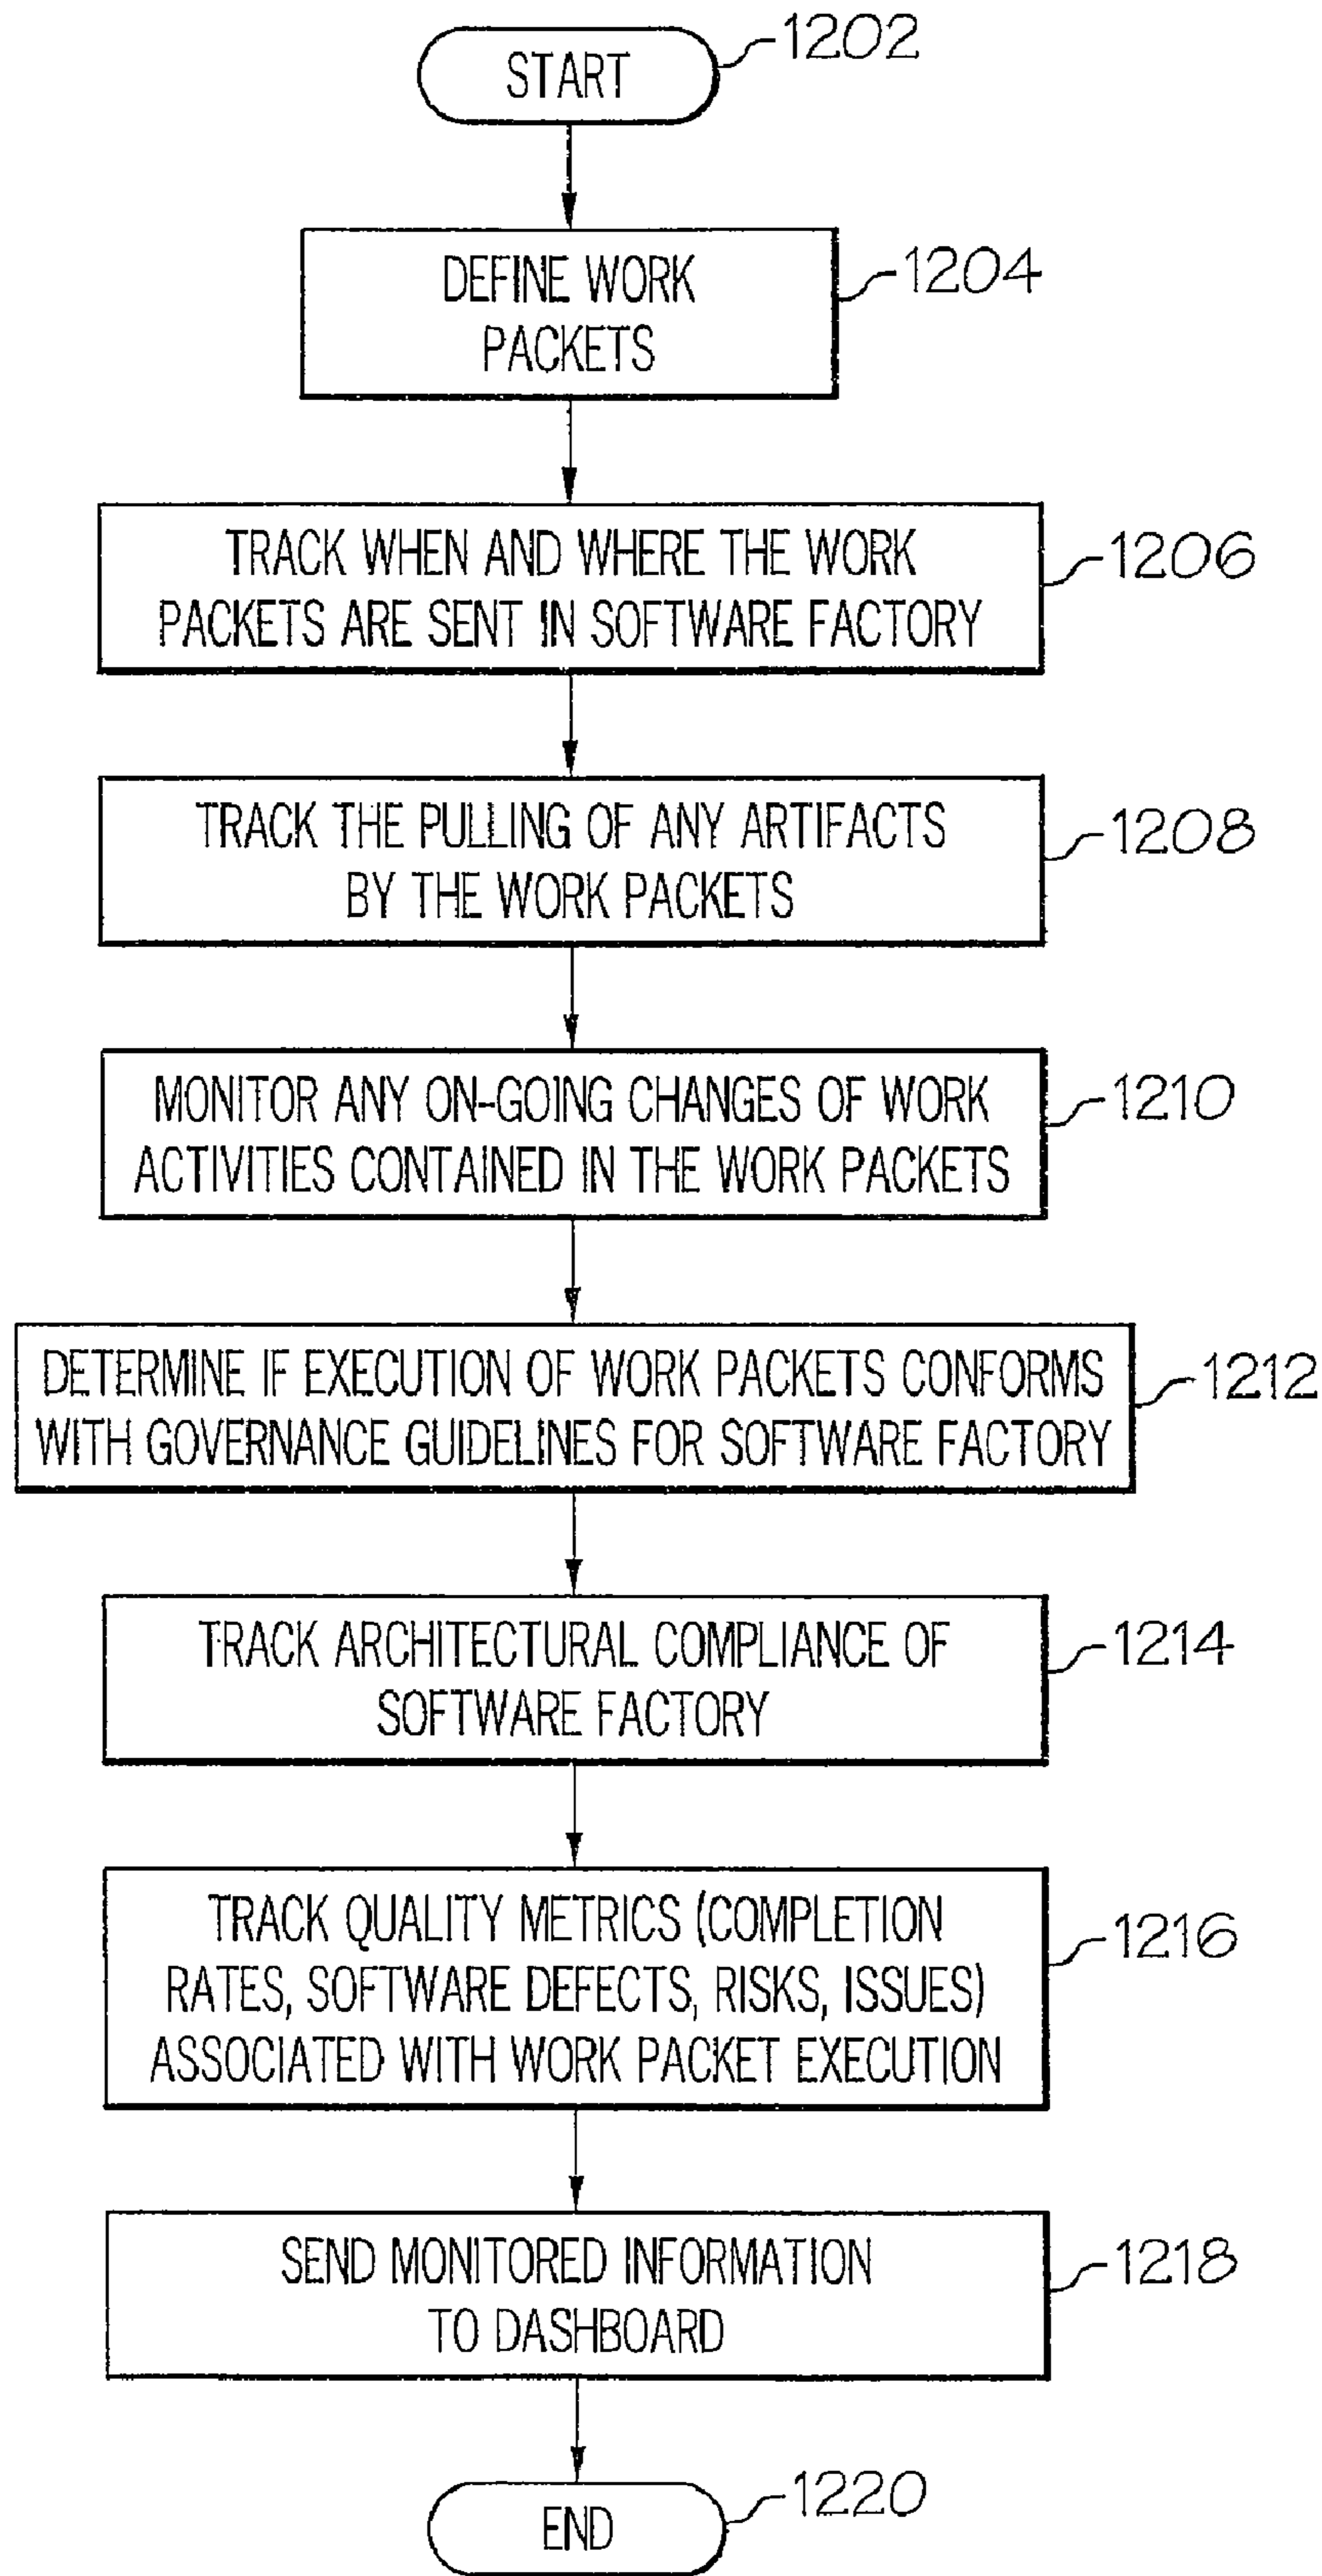 START
1202
DEFINE WORK
PACKETS
1204
TRACK WHEN AND WHERE THE WORK
PACKETS ARE SENT IN SOFTWARE FACTORY
1206
TRACK THE PULLING OF ANY ARTIFACTS
BY THE WORK PACKETS
1208
MONITOR ANY ON-GOING CHANGES OF WORK
ACTIVITIES CONTAINED IN THE WORK PACKETS
1210
DETERMINE IF EXECUTION OF WORK PACKETS CONFORMS
WITH GOVERNANCE GUIDELINES FOR SOFTWARE FACTORY
1212
TRACK ARCHITECTURAL COMPLIANCE OF
SOFTWARE FACTORY
1214
TRACK QUALITY METRICS (COMPLETION
RATES, SOFTWARE DEFECTS, RISKS, ISSUES)
ASSOCIATED WITH WORK PACKET EXECUTION
1216
SEND MONITORED INFORMATION
TO DASHBOARD
1218
END
1220